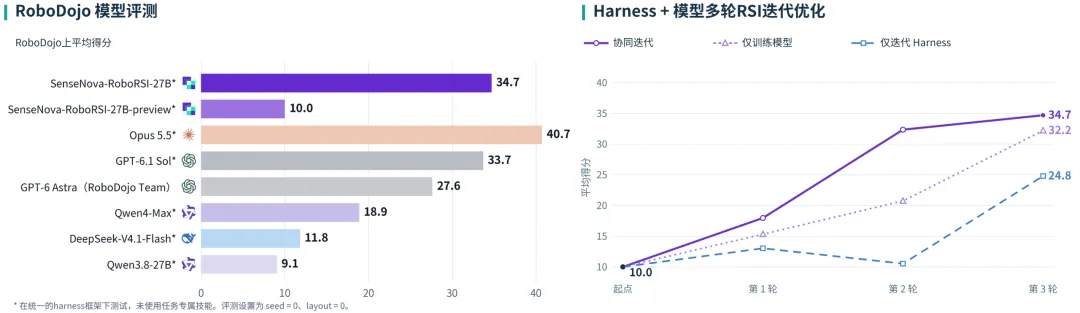 RoboDojo 模型评测
RoboDojo上平均得分
SenseNova-RoboRSI-27B* 34.7
SenseNova-RoboRSI-27B-preview* 10.0
Opus 5.5* 40.7
GPT-6.1 Sol* 33.7
GPT-6 Astra（RoboDojo Team） 27.6
Qwen4-Max* 18.9
DeepSeek-V4.1-Flash* 11.8
Qwen3.8-27B* 9.1
0 10 20 30 40
* 在统一的harness框架下测试，未使用任务专属技能。评测设置为 seed = 0、layout = 0。
Harness + 模型多轮RSI迭代优化
协同迭代 仅训练模型 仅迭代 Harness
平均得分
40
35
30
25
20
15
10
34.7
32.2
24.8
10.0
起点 第 1 轮 第 2 轮 第 3 轮